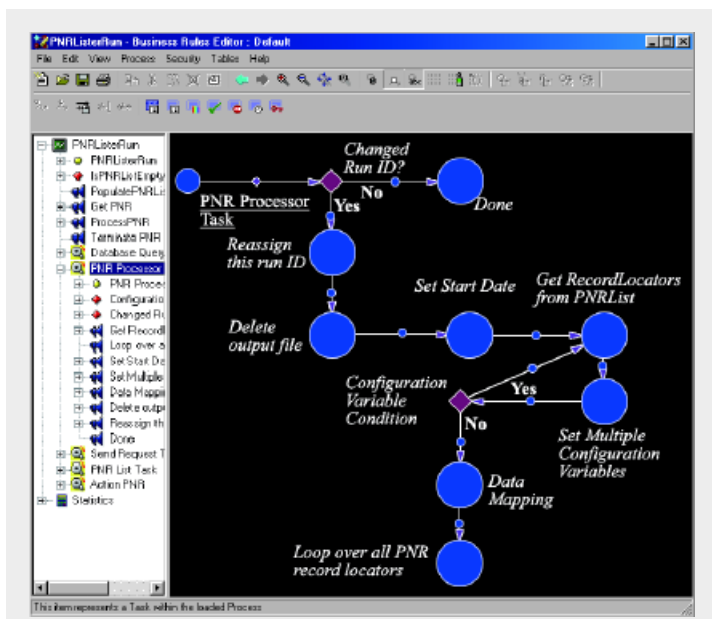 PNRListerRun - Business Rules Editor : Default
File Edit View Process Security Tables Help
PNRListerRun
PNRListerRun
IsPNRListEmpty
PopulatePNRLis
Get PNR
ProcessPNR
Terminate PNR
Database Query
PNR Processor
PNR Proces
Configuratio
Changed Ru
Get Recordl
Loop over a
Set Start Da
Set Multiple
Data Mappi
Delete outpu
Reassign th
Done
Send Request T
PNR List Task
Action PNR
Statistics
Changed
Run ID?
No
Yes
PNR Processor
Task
Done
Reassign
this run ID
Set Start Date
Get RecordLocators
from PNRList
Delete
output file
Configuration
Variable
Condition
Yes
No
Set Multiple
Configuration
Variables
Data
Mapping
Loop over all PNR
record locators
This item represents a Task within the loaded Process